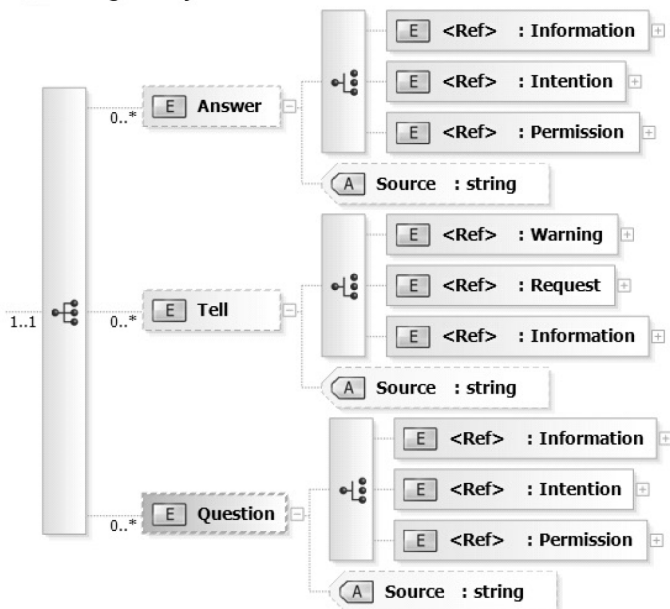 E <Ref> : Information
E <Ref> : Intention
E <Ref> : Permission
E Answer
0..*
A Source : string
E <Ref> : Warning
E <Ref> : Request
E <Ref> : Information
1..1
E Tell
0..*
A Source : string
E <Ref> : Information
E <Ref> : Intention
E <Ref> : Permission
E Question
0..*
A Source : string